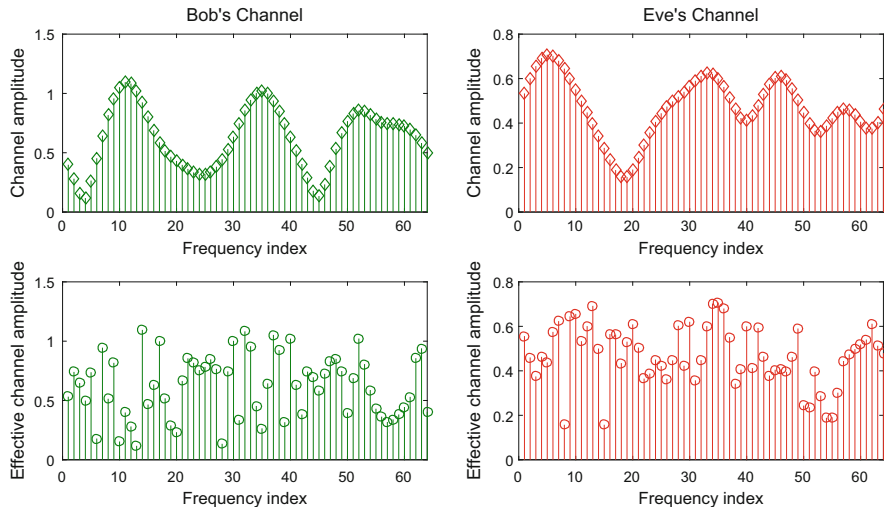 Bob's Channel
Channel amplitude
1.5
1
0.5
0
0 10 20 30 40 50 60
Frequency index
Eve's Channel
Channel amplitude
0.8
0.6
0.4
0.2
0
0 10 20 30 40 50 60
Frequency index
Effective channel amplitude
1.5
1
0.5
0
0 10 20 30 40 50 60
Frequency index
Effective channel amplitude
0.8
0.6
0.4
0.2
0
0 10 20 30 40 50 60
Frequency index